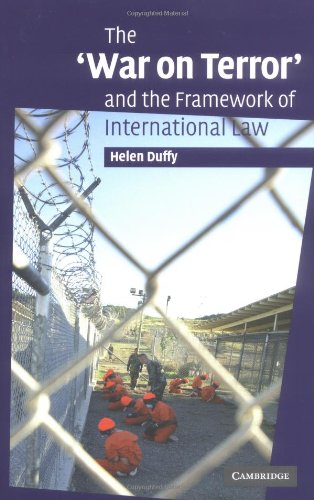 The
‘War on Terror’
and the Framework of
International Law
Helen Duffy
CAMBRIDGE